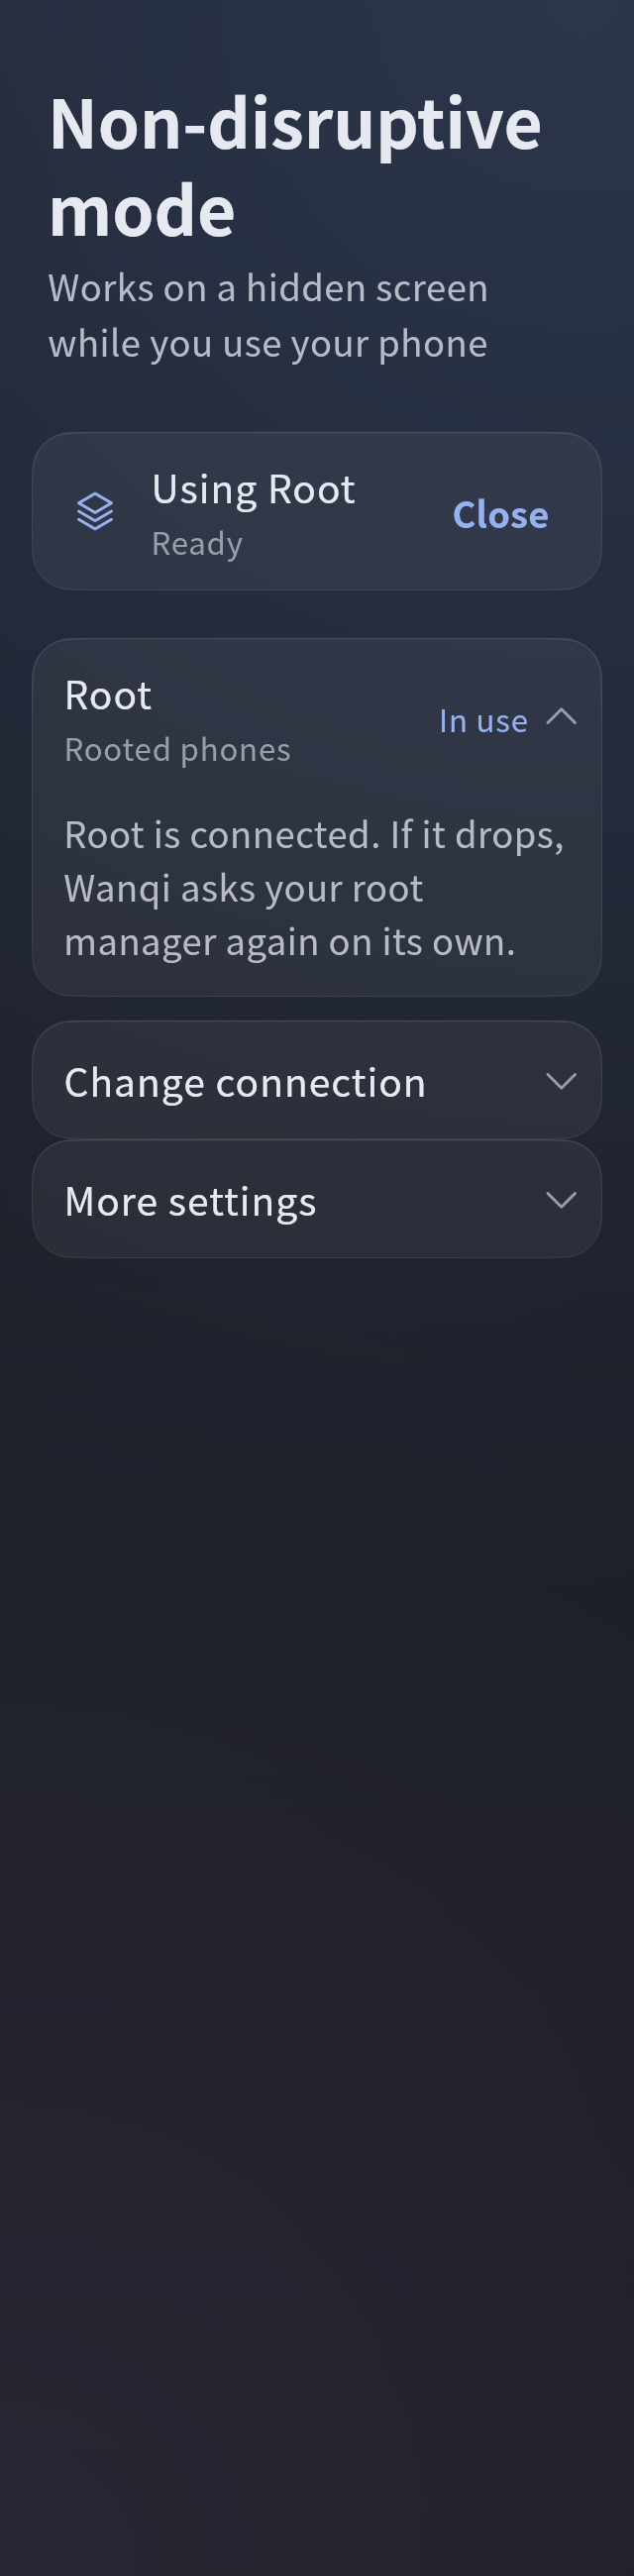 Non-disruptive
mode
Works on a hidden screen
while you use your phone
Using Root
Ready
Close
Root
Rooted phones
In use
Root is connected. If it drops,
Wanqi asks your root
manager again on its own.
Change connection
More settings